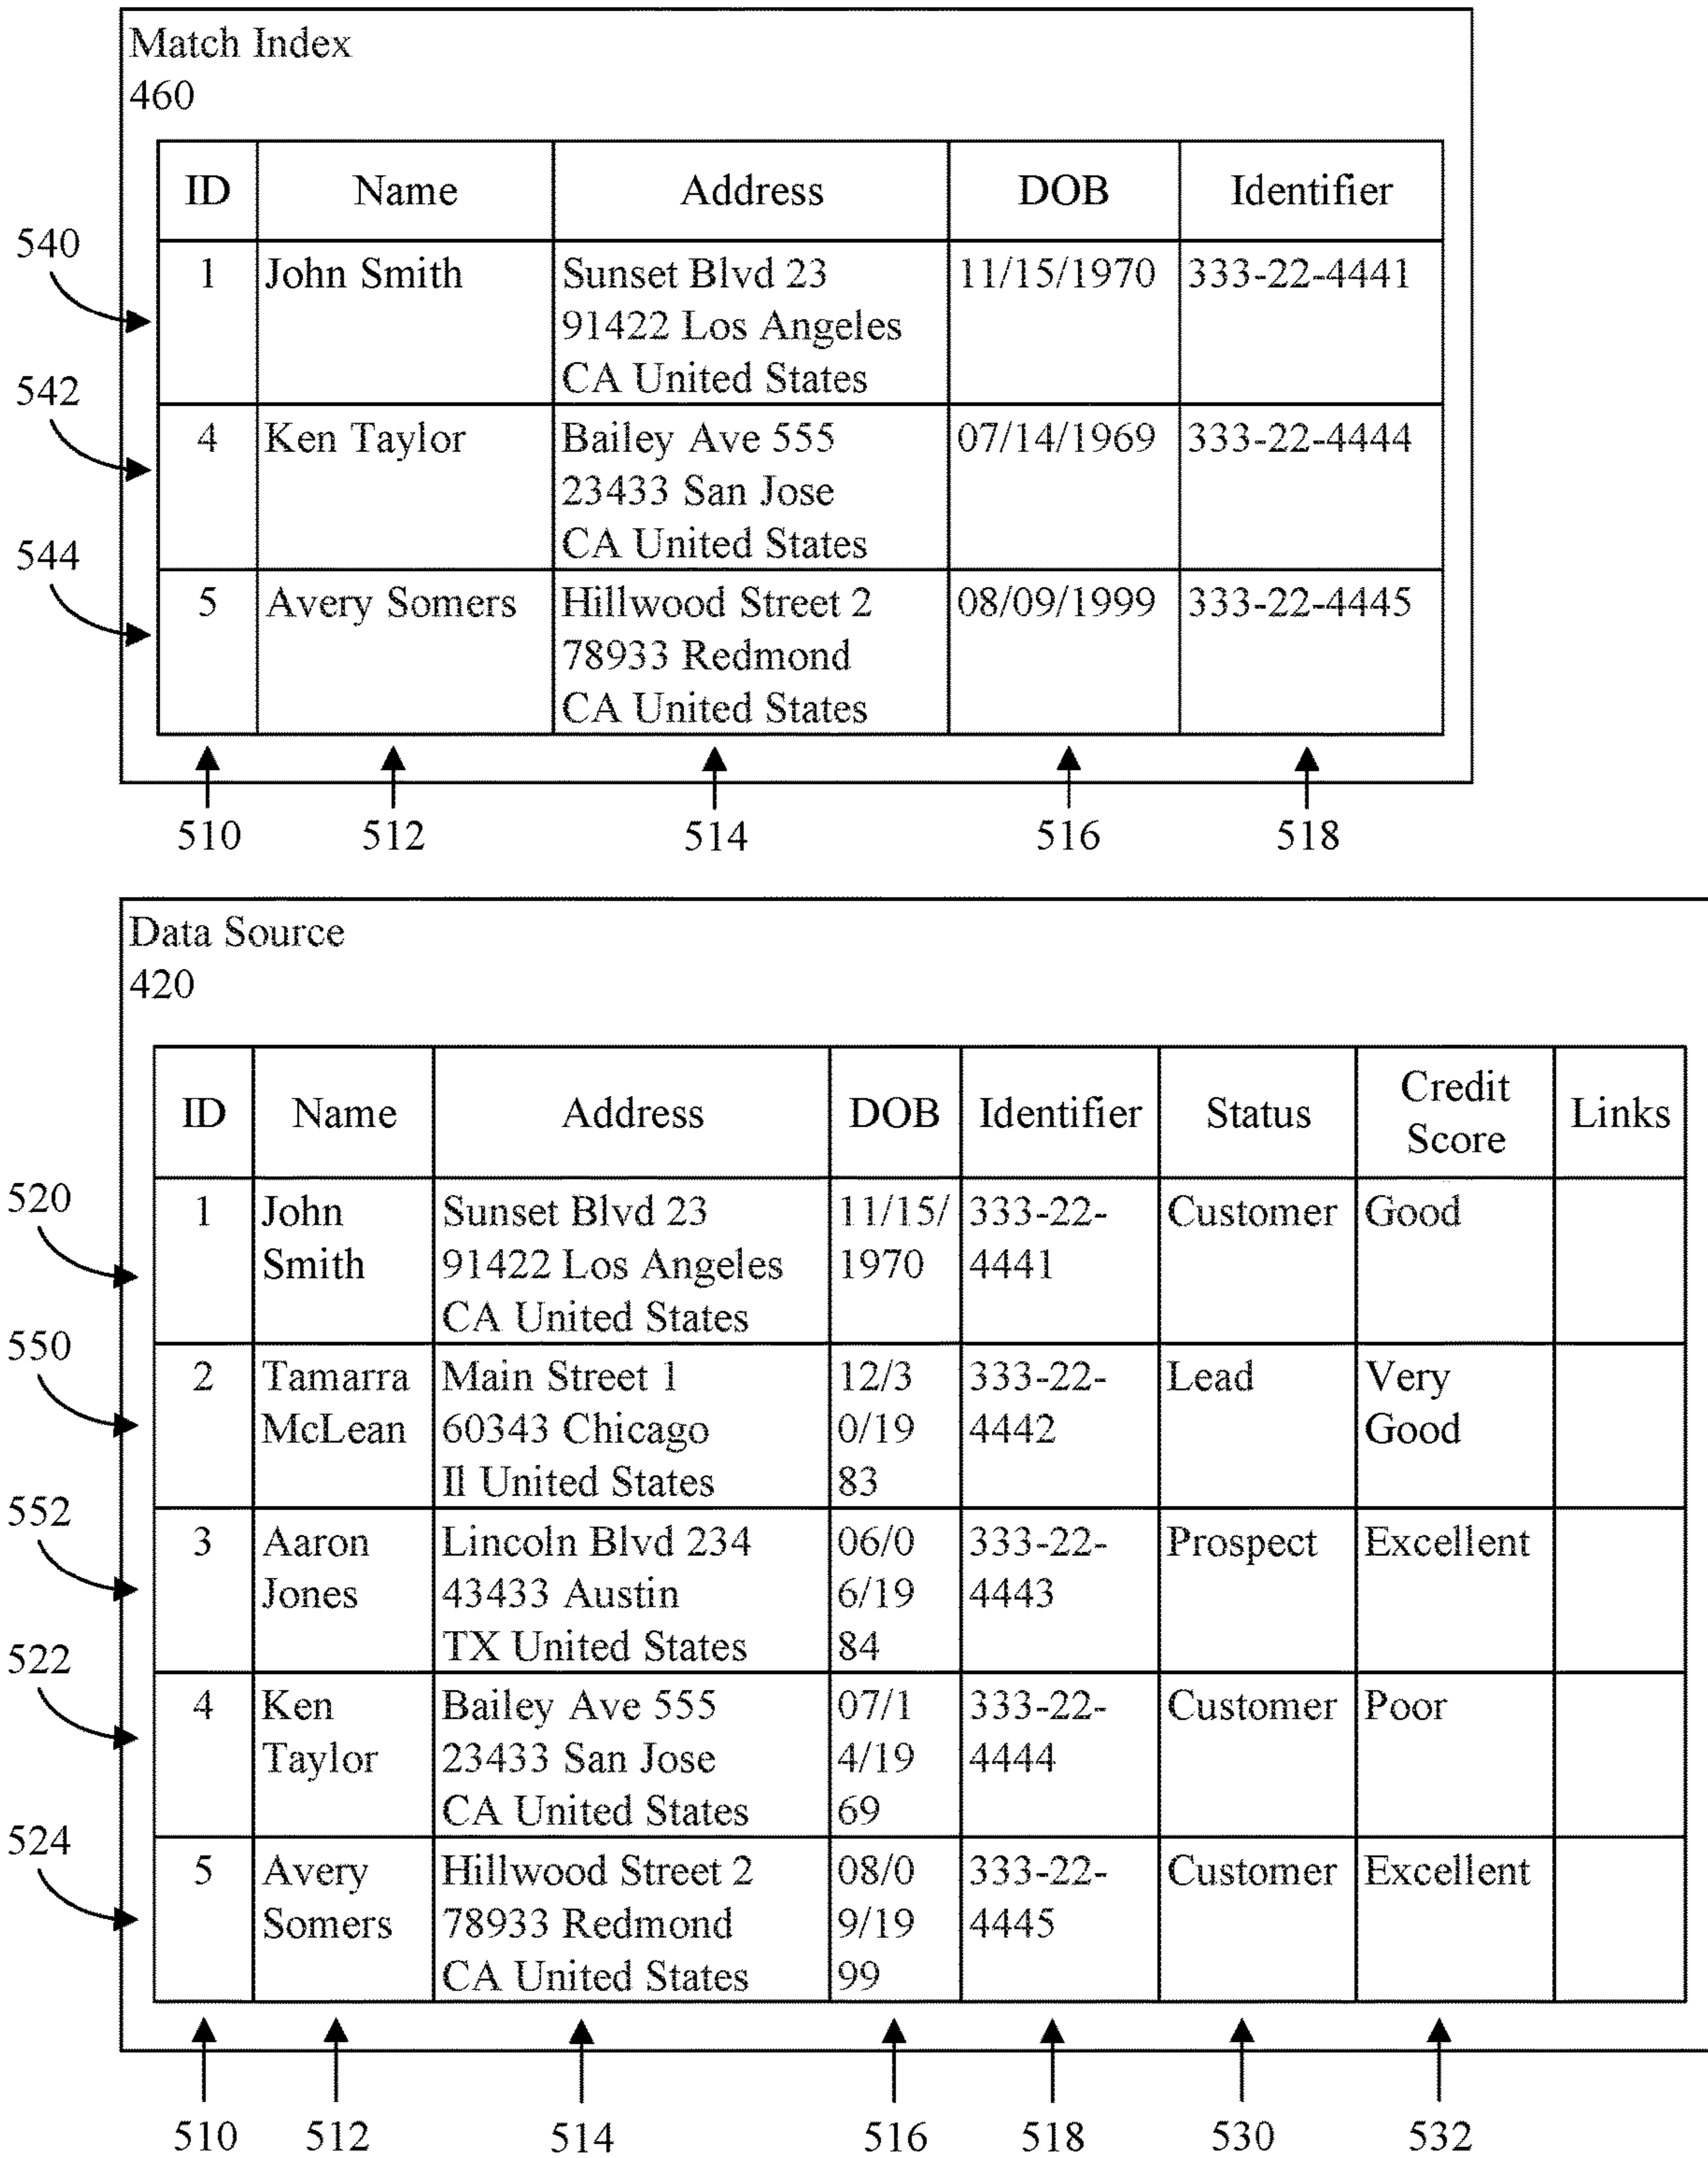 Match Index
460
ID Name Address DOB Identifier
540
1 John Smith Sunset Blvd 23 11/15/1970 333-22-4441
91422 Los Angeles
CA United States
542
4 Ken Taylor Bailey Ave 555 07/14/1969 333-22-4444
23433 San Jose
CA United States
544
5 Avery Somers Hillwood Street 2 08/09/1999 333-22-4445
78933 Redmond
CA United States
510 512 514 516 518
Data Source
420
ID Name Address DOB Identifier Status Credit Score Links
520
1 John Sunset Blvd 23 11/15/ 333-22- Customer Good
Smith 91422 Los Angeles 1970 4441
CA United States
550
2 Tamarra Main Street 1 12/3 333-22- Lead Very
McLean 60343 Chicago 0/19 4442 Good
Il United States 83
552
3 Aaron Lincoln Blvd 234 06/0 333-22- Prospect Excellent
Jones 43433 Austin 6/19 4443
TX United States 84
522
4 Ken Bailey Ave 555 07/1 333-22- Customer Poor
Taylor 23433 San Jose 4/19 4444
CA United States 69
524
5 Avery Hillwood Street 2 08/0 333-22- Customer Excellent
Somers 78933 Redmond 9/19 4445
CA United States 99
510 512 514 516 518 530 532